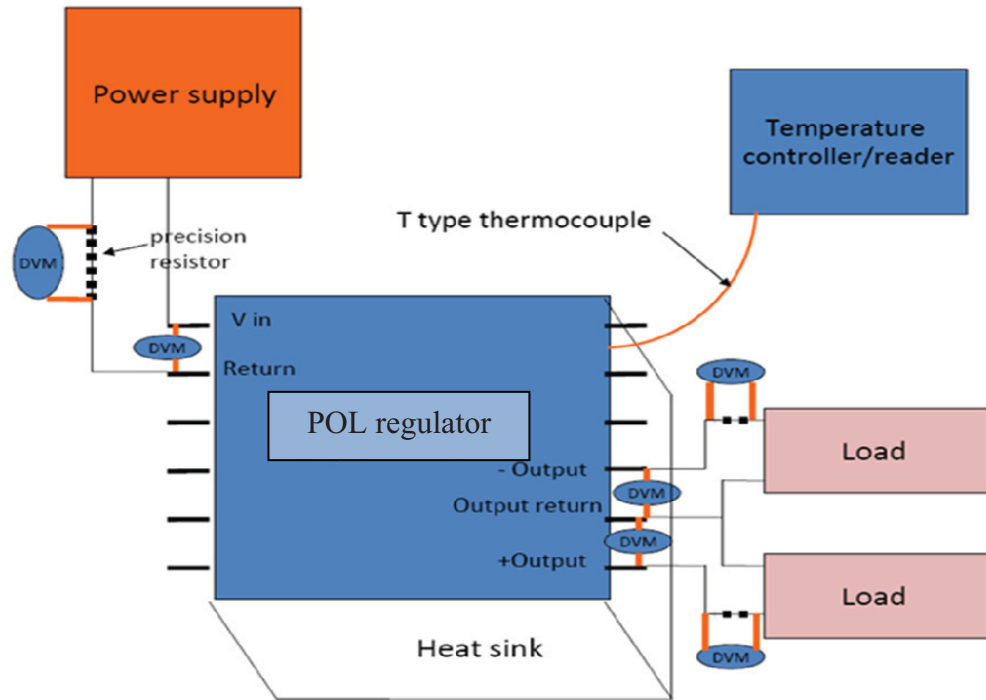 Power supply
Temperature
controller/reader
T type thermocouple
precision
resistor
DVM
V in
DVM
Return
POL regulator
DVM
Load
- Output
DVM
Output return
DVM
+Output
Load
DVM
Heat sink